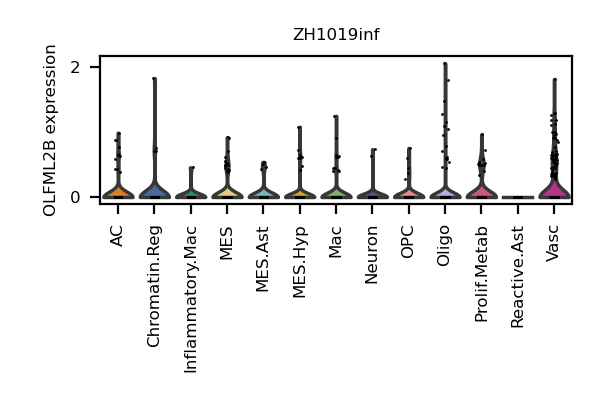 ZH1019inf
OLFML2B expression
2
0
AC
Chromatin.Reg
Inflammatory.Mac
MES
MES.Ast
MES.Hyp
Mac
Neuron
OPC
Oligo
Prolif.Metab
Reactive.Ast
Vasc